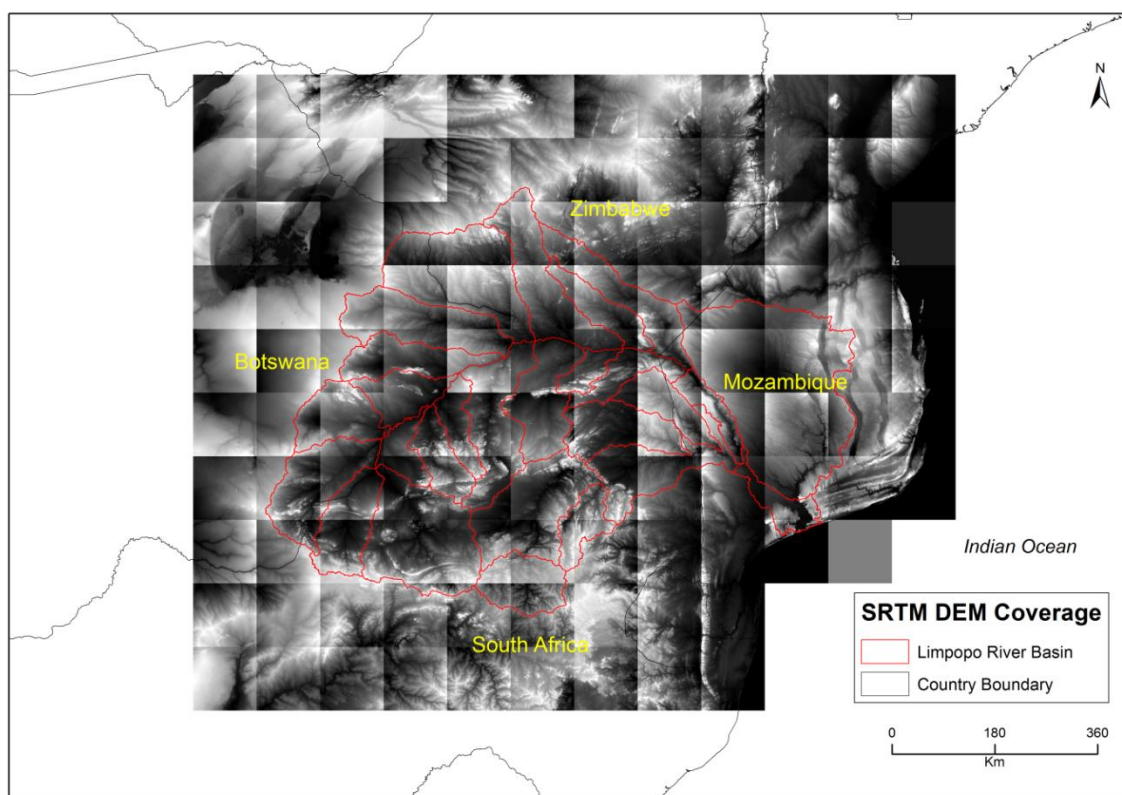 N
Zimbabwe
Botswana
Mozambique
Indian Ocean
South Africa
SRTM DEM Coverage
Limpopo River Basin
Country Boundary
0 180 360
Km